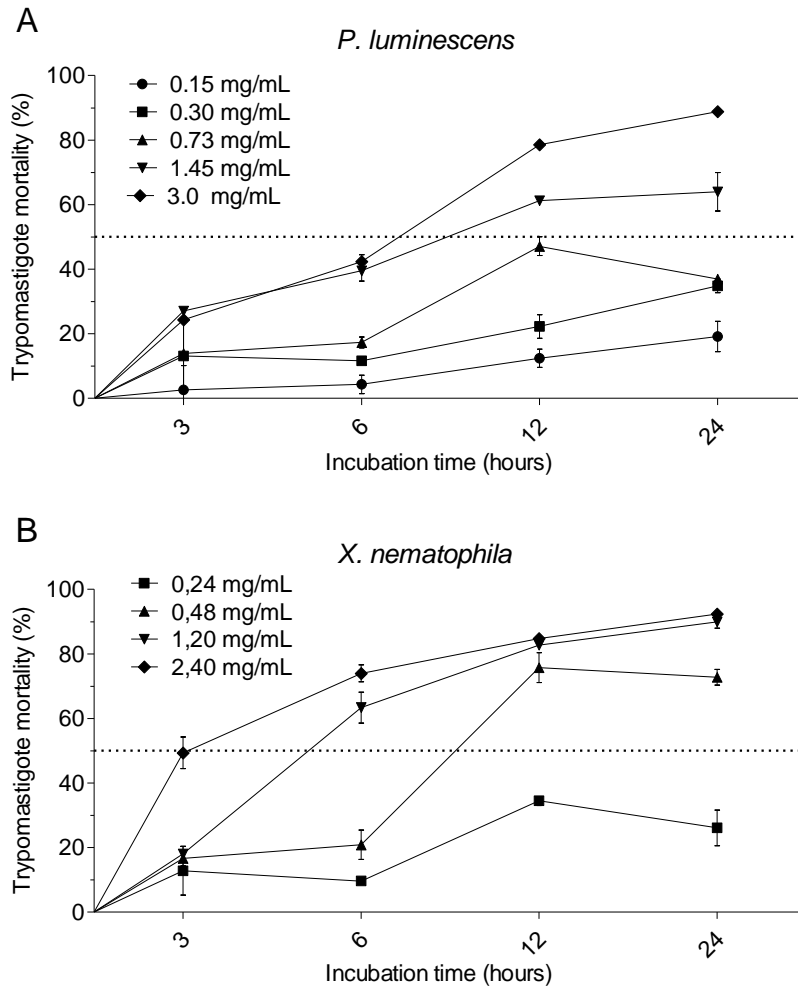 A
P. luminescens
0.15 mg/mL
0.30 mg/mL
0.73 mg/mL
1.45 mg/mL
3.0 mg/mL
Trypomastigote mortality (%)
100
80
60
40
20
0
3 6 12 24
Incubation time (hours)
B
X. nematophila
0,24 mg/mL
0,48 mg/mL
1,20 mg/mL
2,40 mg/mL
Trypomastigote mortality (%)
100
80
60
40
20
0
3 6 12 24
Incubation time (hours)